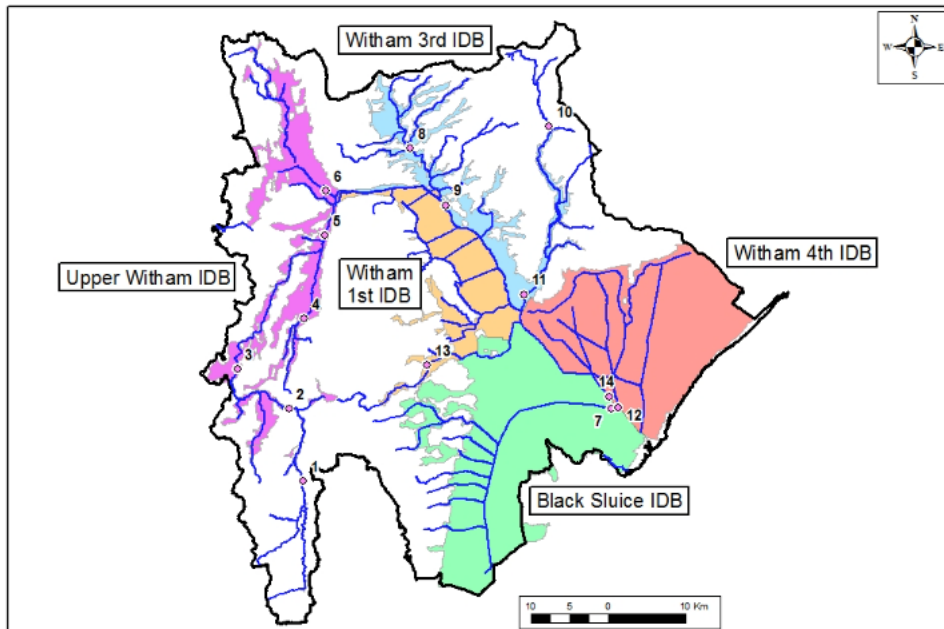 Witham 3rd IDB
N
W
E
S
10
8
6
9
5
Witham 4th IDB
Upper Witham IDB
Witham
1st IDB
11
4
13
3
14
2
7
12
1
Black Sluice IDB
10 5 0 10 Km